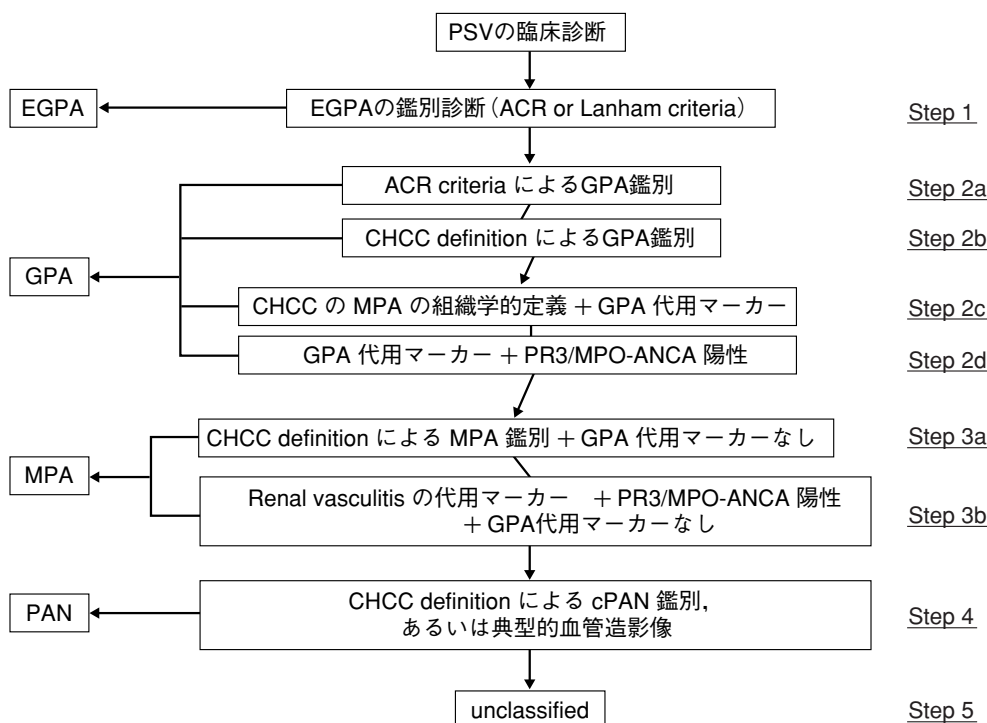 PSVの臨床診断
EGPA
EGPAの鑑別診断（ACR or Lanham criteria）
Step 1
ACR criteria によるGPA鑑別
Step 2a
CHCC definition によるGPA鑑別
Step 2b
GPA
CHCC の MPA の組織学的定義 ＋ GPA 代用マーカー
Step 2c
GPA 代用マーカー ＋ PR3/MPO-ANCA 陽性
Step 2d
CHCC definition による MPA 鑑別 ＋ GPA 代用マーカーなし
Step 3a
MPA
Renal vasculitis の代用マーカー　＋ PR3/MPO-ANCA 陽性
＋ GPA代用マーカーなし
Step 3b
PAN
CHCC definition による cPAN 鑑別，
あるいは典型的血管造影像
Step 4
unclassified
Step 5